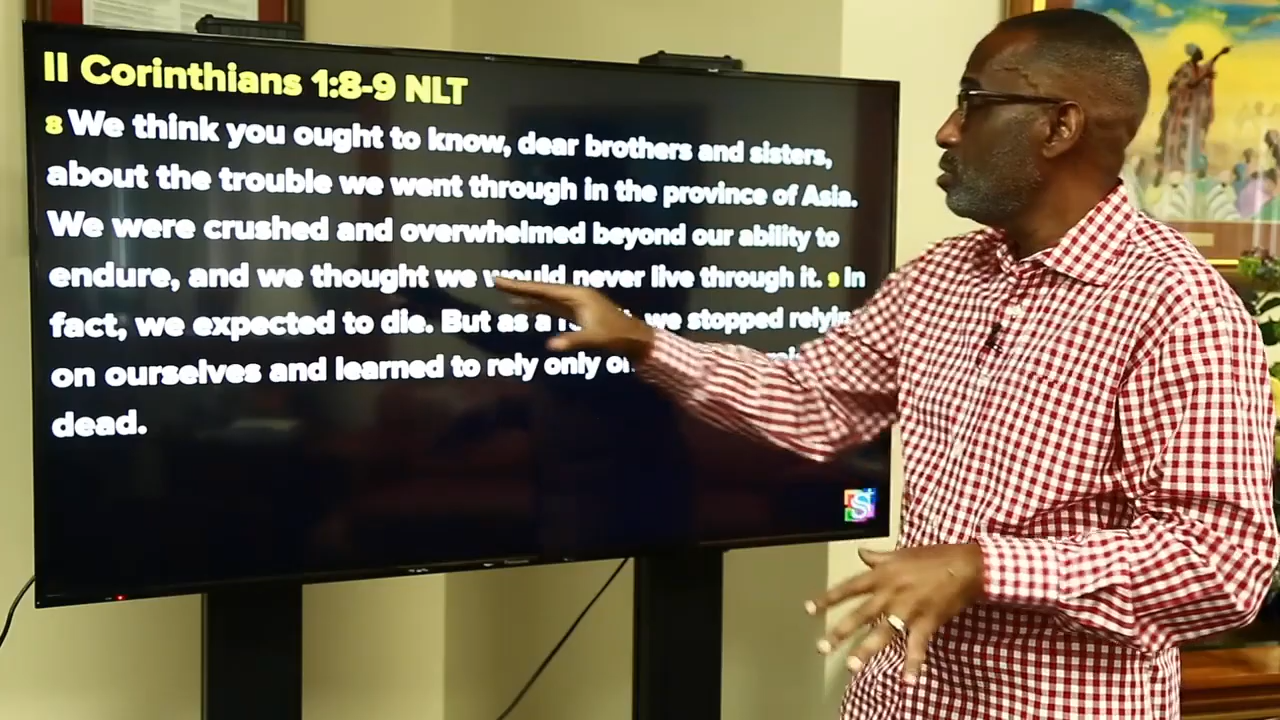 II Corinthians 1:8-9 NLT
8 We think you ought to know, dear brothers and sisters,
about the trouble we went through in the province of Asia.
We were crushed and overwhelmed beyond our ability to
endure, and we thought we would never live through it. 9 In
fact, we expected to die. But as a we stopped
on ourselves and learned to rely only
dead.